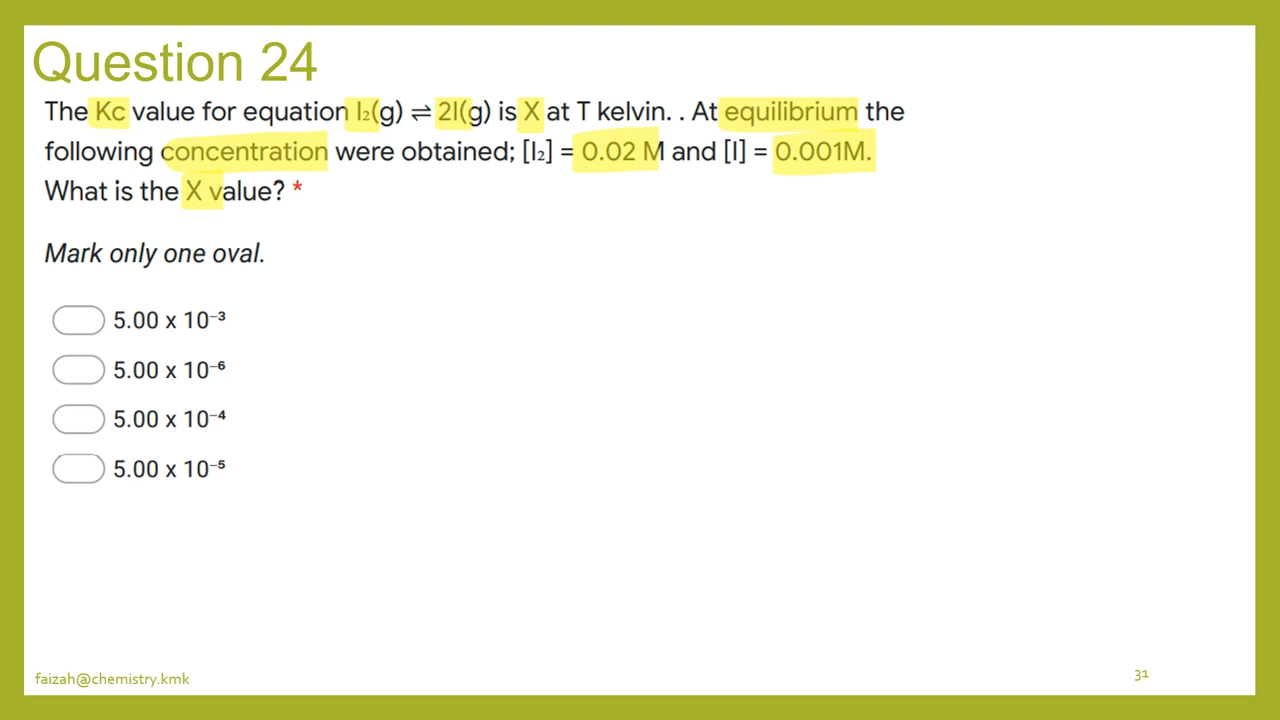 Question 24
The Kc value for equation I₂(g) ⇌ 2I(g) is X at T kelvin. . At equilibrium the
following concentration were obtained; [I₂] = 0.02 M and [I] = 0.001M.
What is the X value? *
Mark only one oval.
5.00 x 10⁻³
5.00 x 10⁻⁶
5.00 x 10⁻⁴
5.00 x 10⁻⁵
faizah@chemistry.kmk
31